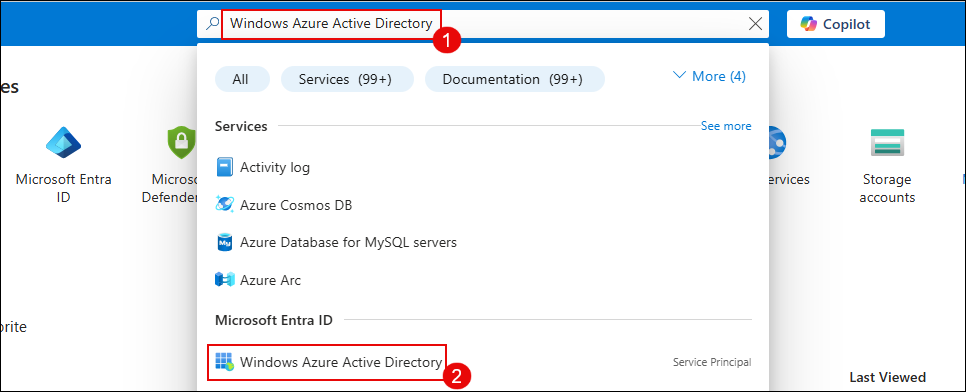 Windows Azure Active Directory
Copilot
1
All
Services (99+)
Documentation (99+)
More (4)
es
Services
See more
Activity log
Microsoft Entra
ID
Micros
Defender
ervices
Storage
accounts
M
Azure Cosmos DB
Azure Database for MySQL servers
Azure Arc
Microsoft Entra ID
orite
Windows Azure Active Directory
2
Service Principal
Last Viewed